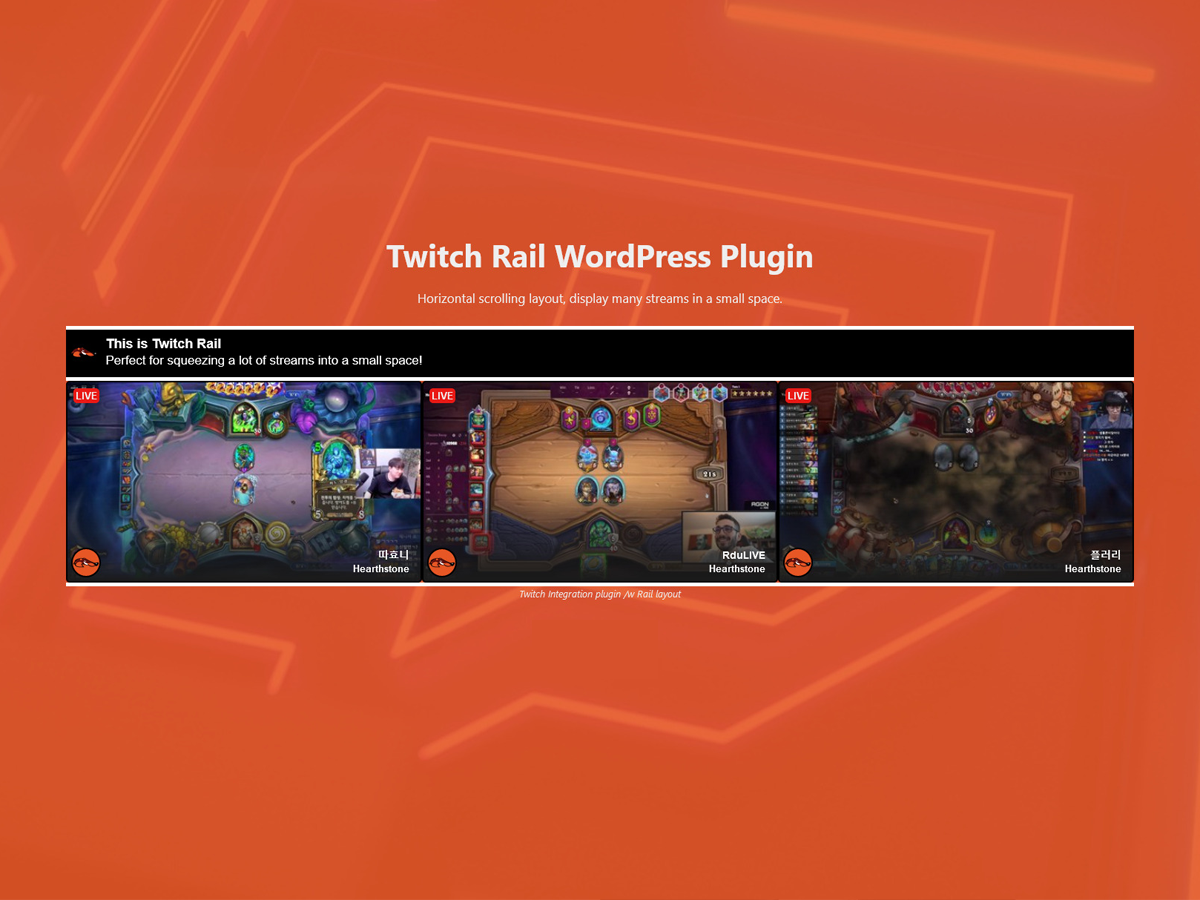 Twitch Rail WordPress Plugin
Horizontal scrolling layout, display many streams in a small space.
This is Twitch Rail
Perfect for squeezing a lot of streams into a small space!
LIVE
LIVE
LIVE
따효니
Hearthstone
RduLIVE
Hearthstone
플러리
Hearthstone
Twitch Integration plugin /w Rail layout